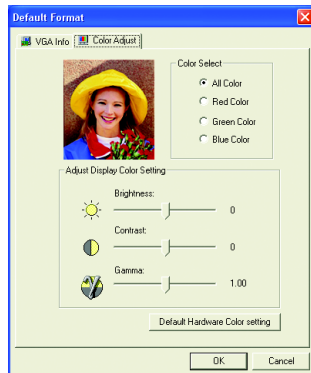 Default Format
VGA Info
Color Adjust
Color Select
All Color
Red Color
Green Color
Blue Color
Adjust Display Color Setting
Brightness:
0
Contrast:
0
Gamma:
1.00
Default Hardware Color setting
OK
Cancel